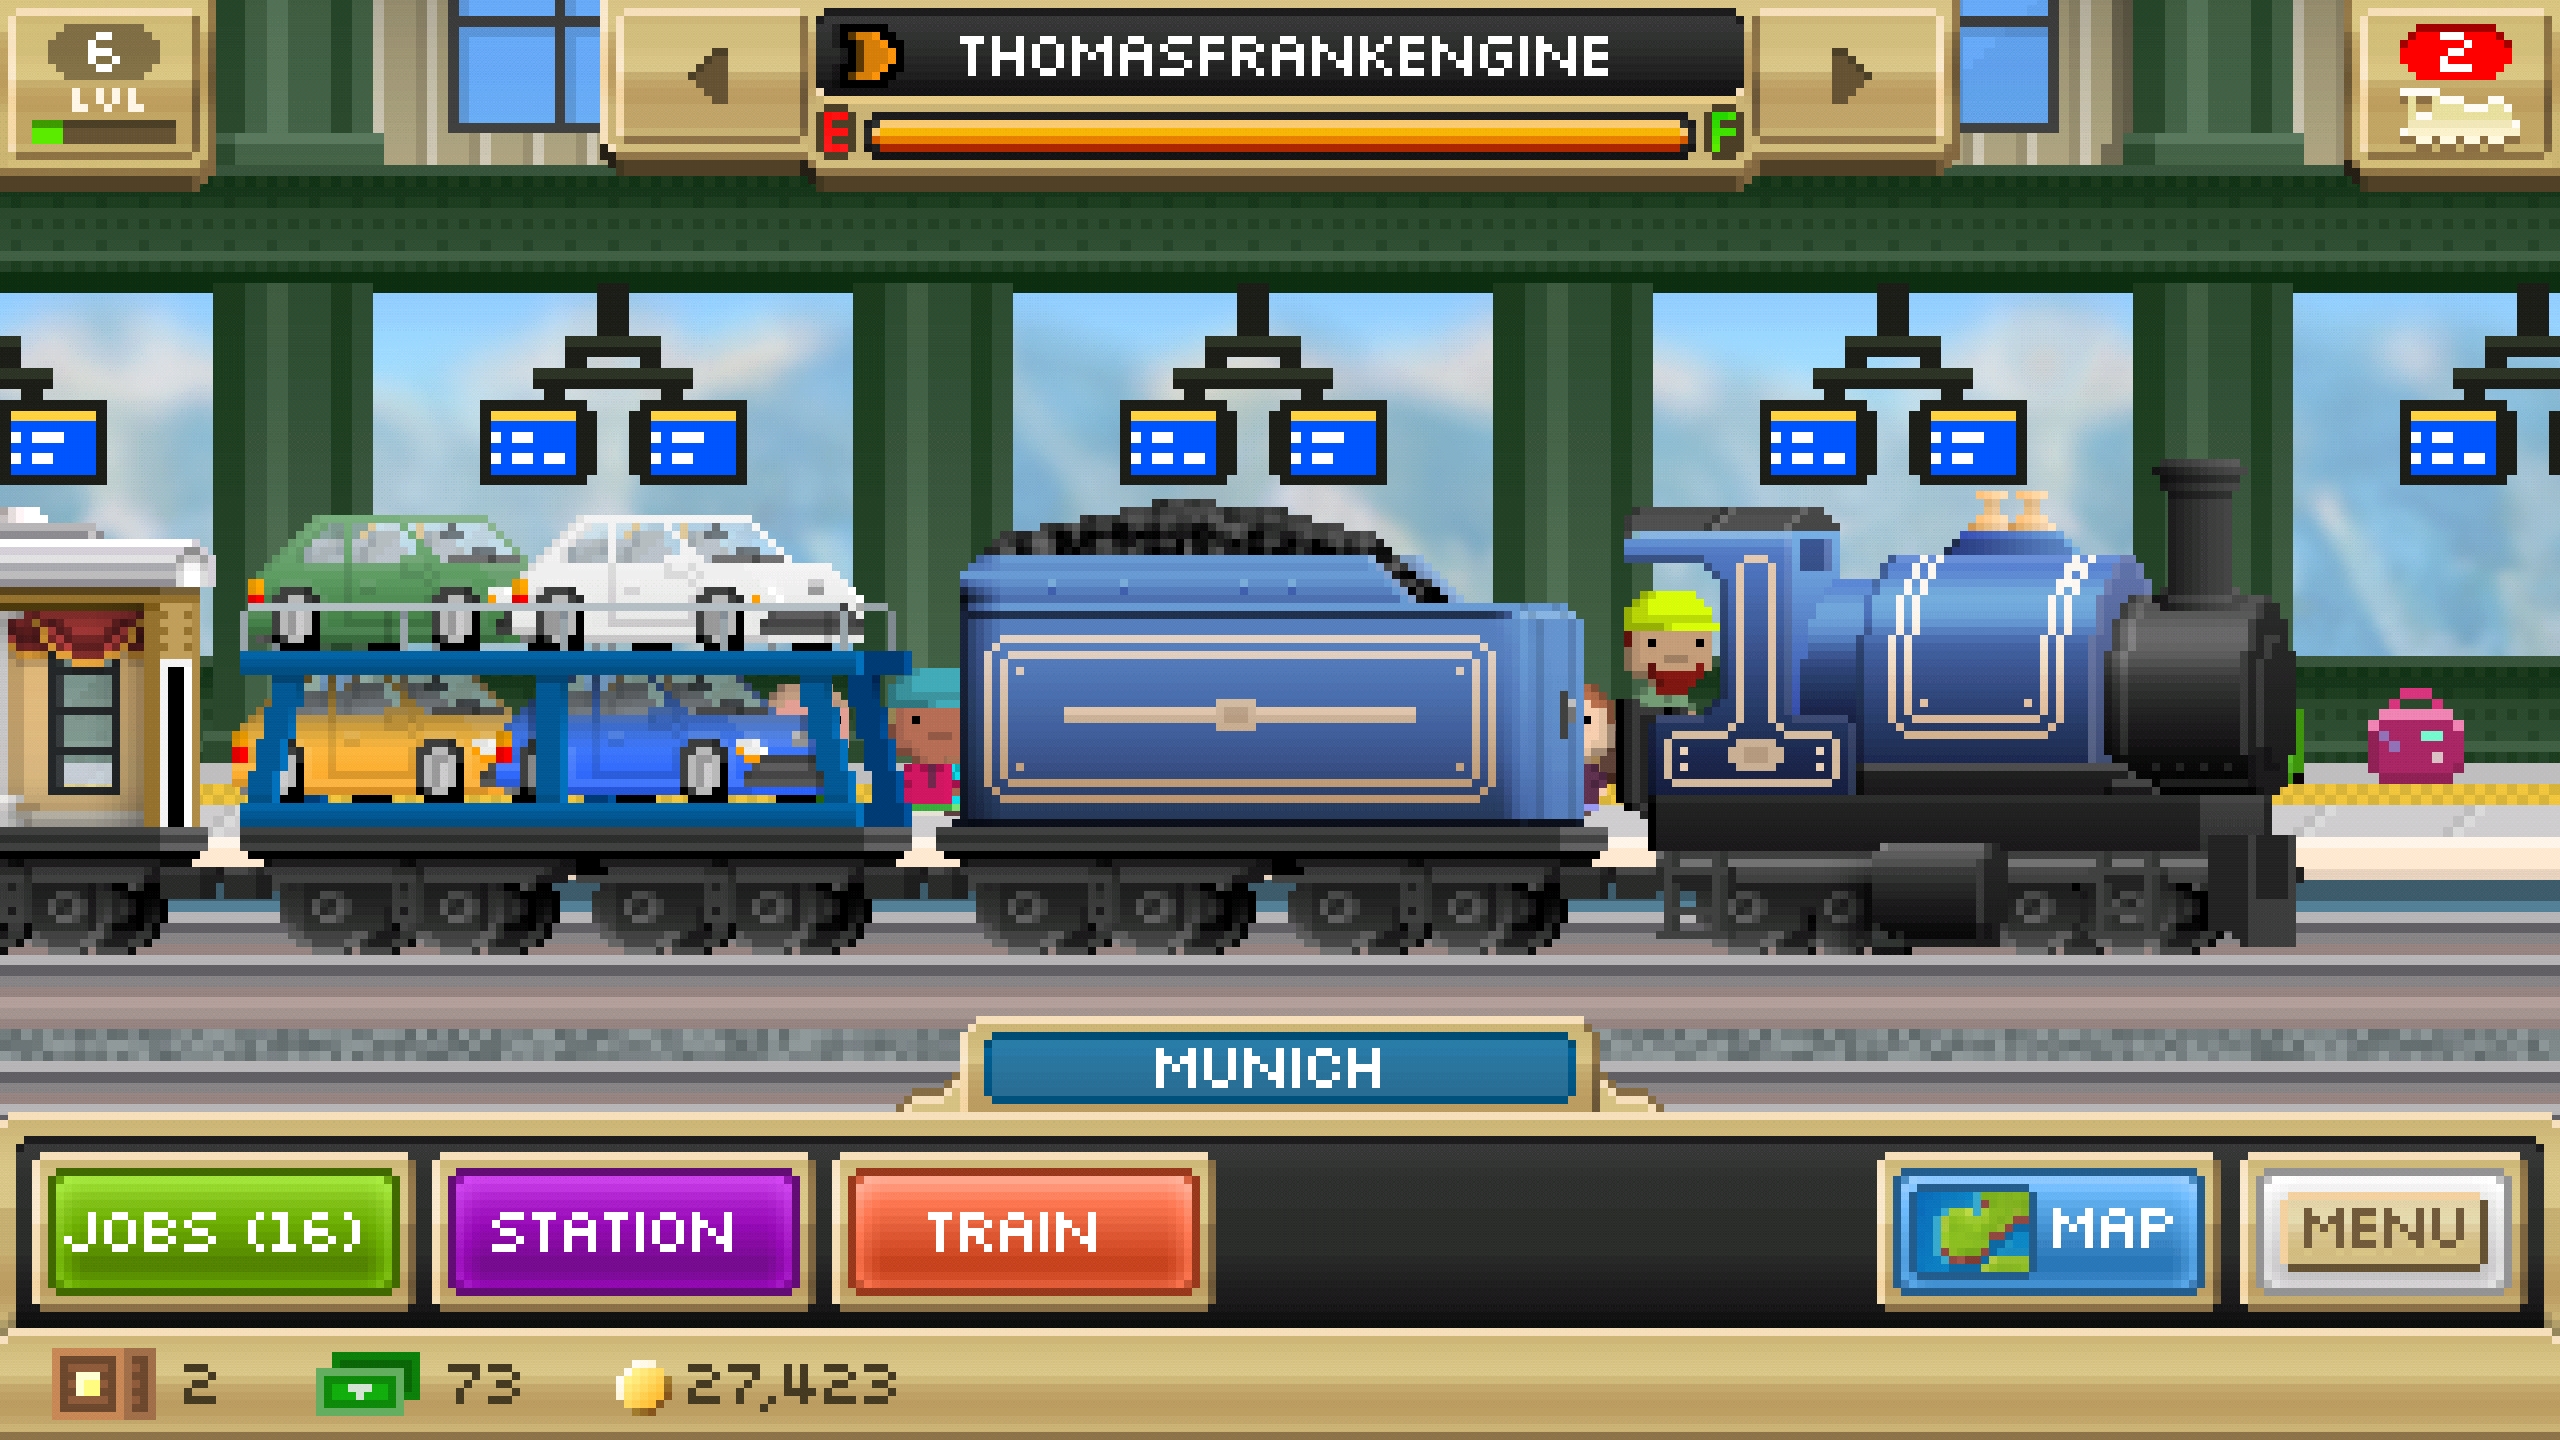 6
LVL
THOMASFRANKENGINE
E F
2
MUNICH
JOBS (16)
STATION
TRAIN
MAP
MENU
2
73
27,423